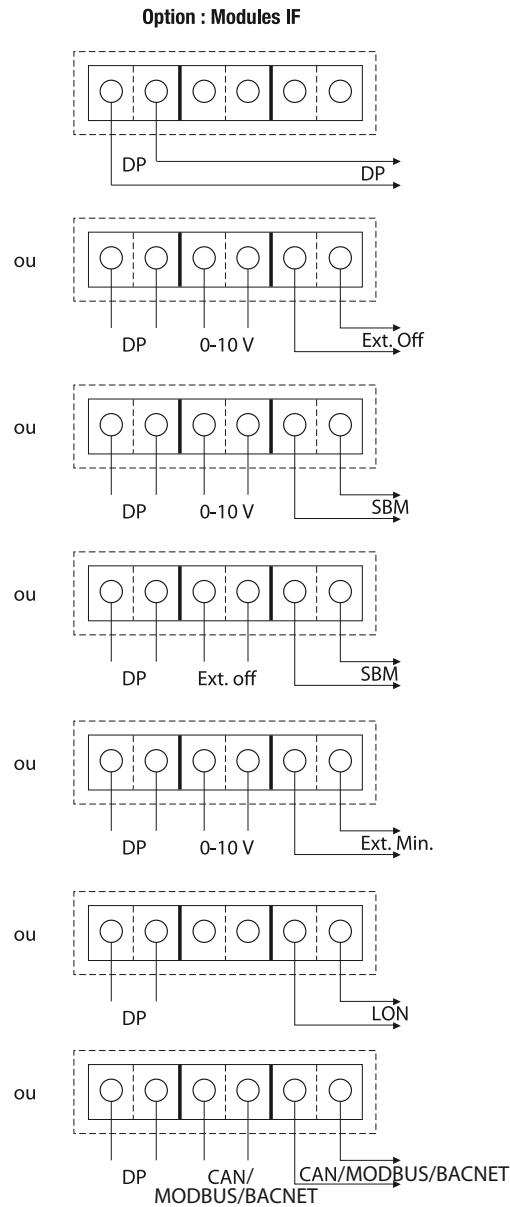 Option : Modules IF
DP
DP
ou
DP 0-10 V Ext. Off
ou
DP 0-10 V SBM
ou
DP Ext. off SBM
ou
DP 0-10 V Ext. Min.
ou
DP LON
ou
DP CAN/ CAN/MODBUS/BACNET
MODBUS/BACNET